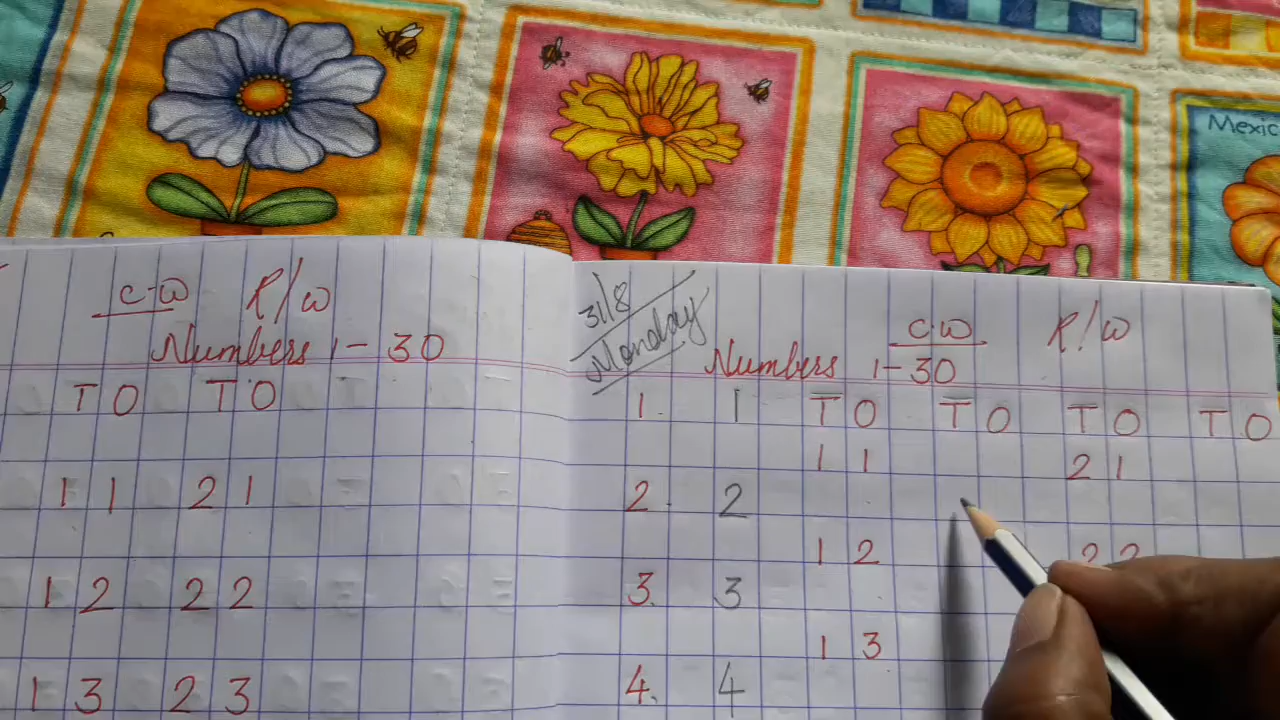 Mexic
C.W R/W
Numbers 1-30
T O T O
1 1 2 1
1 2 2 2
1 3 2 3
31/8
Monday
C.W R/W
Numbers 1-30
1. 1 T O T O T O T O
1 1 2 1
2. 2
1 2 2 2
3. 3
1 3
4. 4